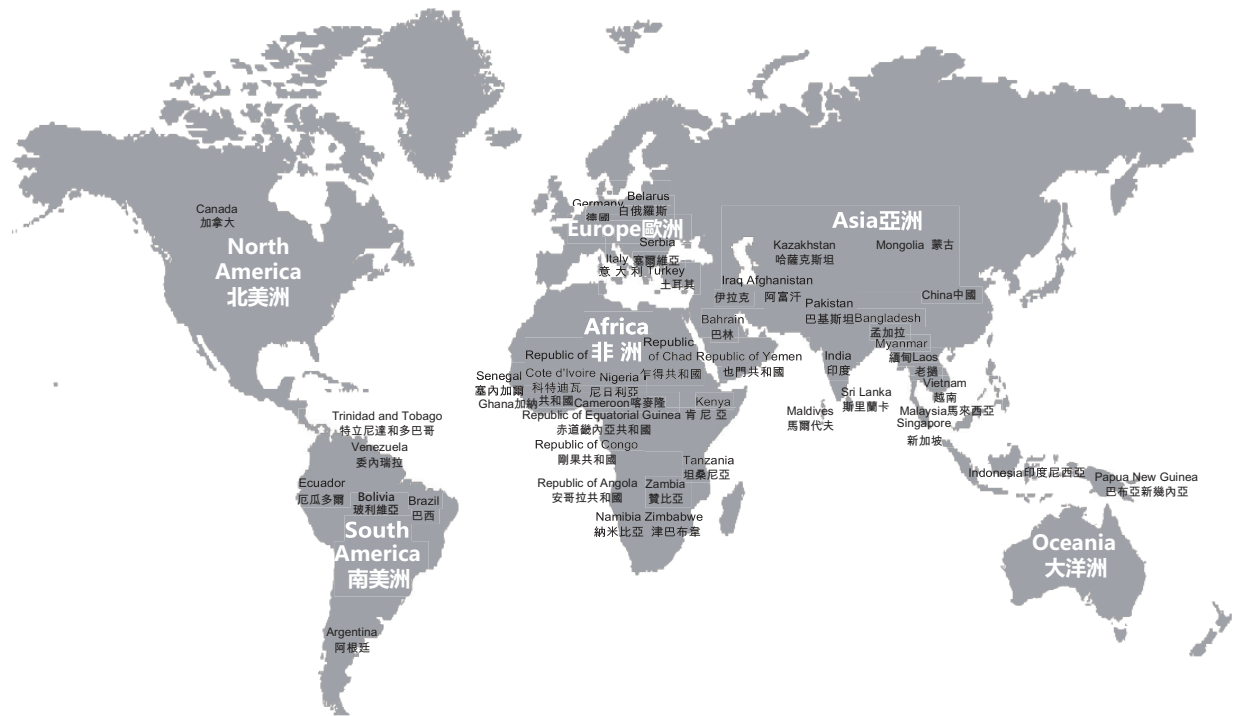 Canada
加拿大
North
America
北美洲
Trinidad and Tobago
特立尼達和多巴哥
Venezuela
委內瑞拉
Ecuador
厄瓜多爾
Bolivia
玻利維亞
Brazil
巴西
South
America
南美洲
Argentina
阿根廷
Germany
德國
Belarus
白俄羅斯
Europe歐洲
Serbia
塞爾維亞
Italy
意大利
Turkey
土耳其
Africa
非洲
Republic
of Chad
乍得共和國
Republic of
Cote d'Ivoire
科特迪瓦
共和國
Senegal
塞內加爾
Nigeria
尼日利亞
Ghana加納
Cameroon喀麥隆
Kenya
肯尼亞
Republic of Equatorial Guinea
赤道畿內亞共和國
Republic of Congo
剛果共和國
Tanzania
坦桑尼亞
Republic of Angola
安哥拉共和國
Zambia
贊比亞
Namibia
納米比亞
Zimbabwe
津巴布韋
Asia亞洲
Kazakhstan
哈薩克斯坦
Mongolia 蒙古
Iraq
伊拉克
Afghanistan
阿富汗
China中國
Pakistan
巴基斯坦
Bangladesh
孟加拉
Bahrain
巴林
Republic of Yemen
也門共和國
Myanmar
緬甸
India
印度
Laos
老撾
Vietnam
越南
Sri Lanka
斯里蘭卡
Maldives
馬爾代夫
Malaysia馬來西亞
Singapore
新加坡
Indonesia印度尼西亞
Papua New Guinea
巴布亞新幾內亞
Oceania
大洋洲